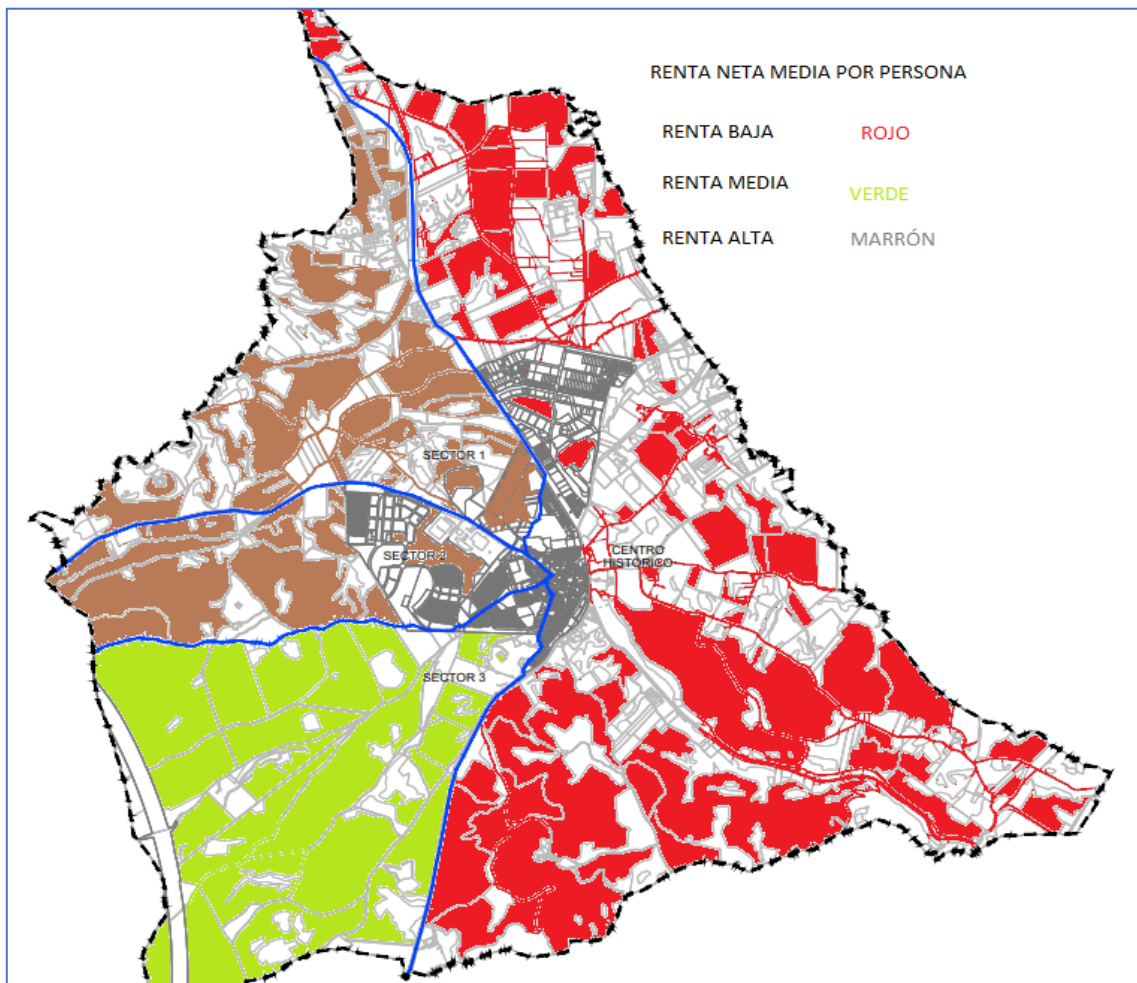 RENTA NETA MEDIA POR PERSONA
RENTA BAJA ROJO
RENTA MEDIA VERDE
RENTA ALTA MARRÓN
SECTOR 1
SECTOR 2
CENTRO
HISTÓRICO
SECTOR 3